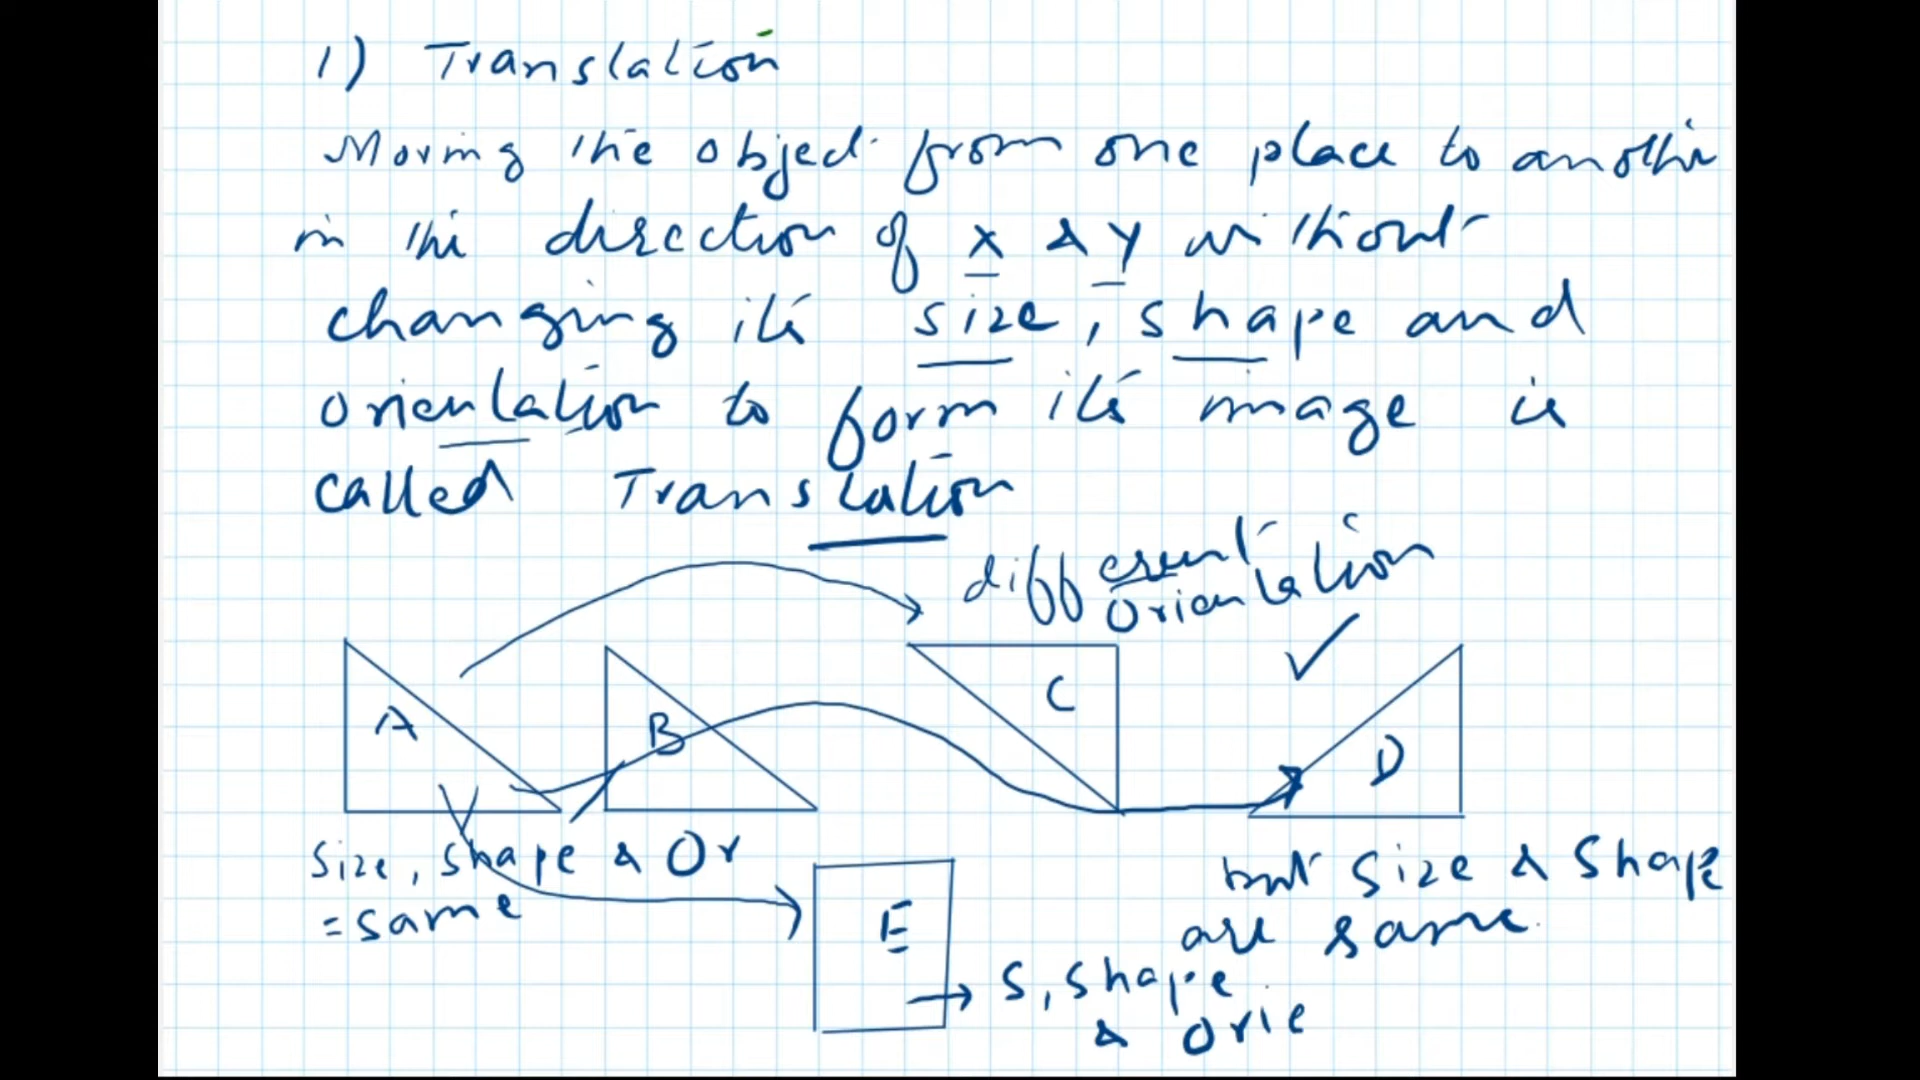 1) Translation
Moving the object from one place to another
in the direction of x & y without
changing its size, shape and
orientation to form its image is
called Translation
different
orientation
A
B
C
D
Size, shape & Or
= same
but Size & Shape
are same
E
S, shape
& Orie